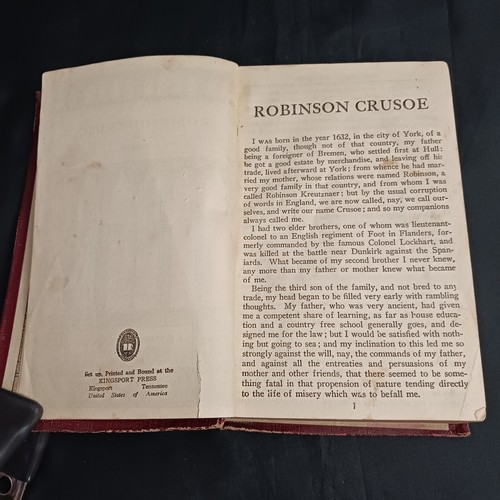 Set up, Printed and Bound at the
KINGSPORT PRESS
Kingsport Tennessee
United States of America
ROBINSON CRUSOE
I was born in the year 1632, in the city of York, of a
good family, though not of that country, my father
being a foreigner of Bremen, who settled first at Hull:
he got a good estate by merchandise, and leaving off his
trade, lived afterward at York; from whence he had mar-
ried my mother, whose relations were named Robinson, a
very good family in that country, and from whom I was
called Robinson Kreutznaer; but by the usual corruption
of words in England, we are now called, nay, we call our-
selves, and write our name Crusoe; and so my companions
always called me.
I had two elder brothers, one of whom was lieutenant-
colonel to an English regiment of Foot in Flanders, for-
merly commanded by the famous Colonel Lockhart, and
was killed at the battle near Dunkirk against the Span-
iards. What became of my second brother I never knew,
any more than my father or mother knew what became
of me.
Being the third son of the family, and not bred to any
trade, my head began to be filled very early with rambling
thoughts. My father, who was very ancient, had given
me a competent share of learning, as far as house educa-
tion and a country free school generally goes, and de-
signed me for the law; but I would be satisfied with noth-
ing but going to sea; and my inclination to this led me so
strongly against the will, nay, the commands of my father,
and against all the entreaties and persuasions of my
mother and other friends, that there seemed to be some-
thing fatal in that propension of nature tending directly
to the life of misery which was to befall me.
1